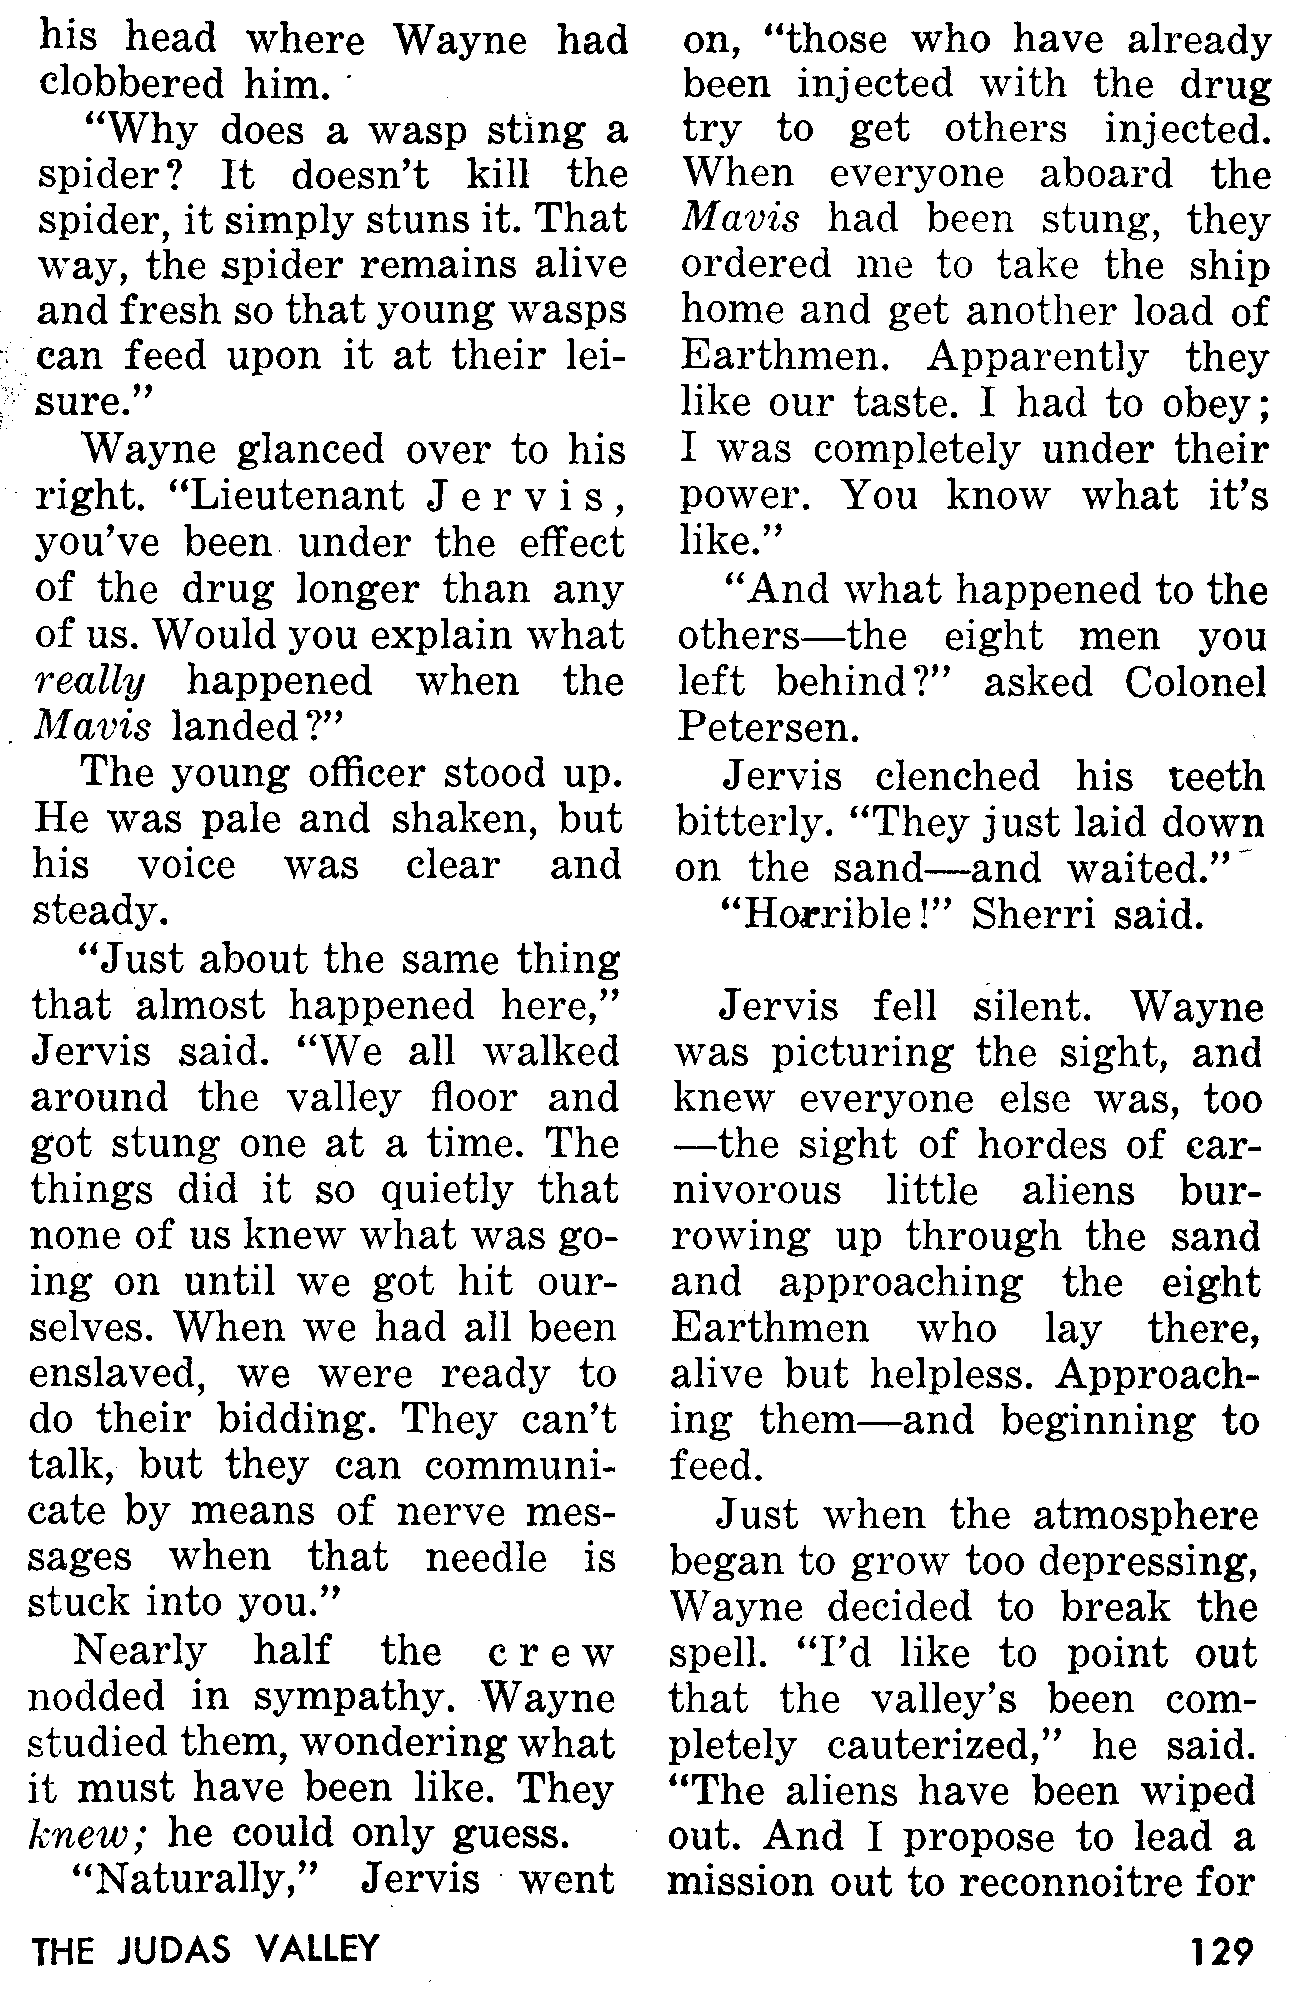 his head where Wayne had
clobbered him.
“Why does a wasp sting a
spider? It doesn’t kill the
spider, it simply stuns it. That
way, the spider remains alive
and fresh so that young wasps
can feed upon it at their lei-
sure.”
Wayne glanced over to his
right. “Lieutenant Jervis,
you’ve been under the effect
of the drug longer than any
of us. Would you explain what
really happened when the
Mavis landed?”
The young officer stood up.
He was pale and shaken, but
his voice was clear and
steady.
“Just about the same thing
that almost happened here,”
Jervis said. “We all walked
around the valley floor and
got stung one at a time. The
things did it so quietly that
none of us knew what was go-
ing on until we got hit our-
selves. When we had all been
enslaved, we were ready to
do their bidding. They can’t
talk, but they can communi-
cate by means of nerve mes-
sages when that needle is
stuck into you.”
Nearly half the crew
nodded in sympathy. Wayne
studied them, wondering what
it must have been like. They
knew; he could only guess.
“Naturally,” Jervis went
on, “those who have already
been injected with the drug
try to get others injected.
When everyone aboard the
Mavis had been stung, they
ordered me to take the ship
home and get another load of
Earthmen. Apparently they
like our taste. I had to obey;
I was completely under their
power. You know what it’s
like.”
“And what happened to the
others—the eight men you
left behind?” asked Colonel
Petersen.
Jervis clenched his teeth
bitterly. “They just laid down
on the sand—and waited.”
“Horrible!” Sherri said.
Jervis fell silent. Wayne
was picturing the sight, and
knew everyone else was, too
—the sight of hordes of car-
nivorous little aliens bur-
rowing up through the sand
and approaching the eight
Earthmen who lay there,
alive but helpless. Approach-
ing them—and beginning to
feed.
Just when the atmosphere
began to grow too depressing,
Wayne decided to break the
spell. “I’d like to point out
that the valley’s been com-
pletely cauterized,” he said.
“The aliens have been wiped
out. And I propose to lead a
mission out to reconnoitre for
THE JUDAS VALLEY 129